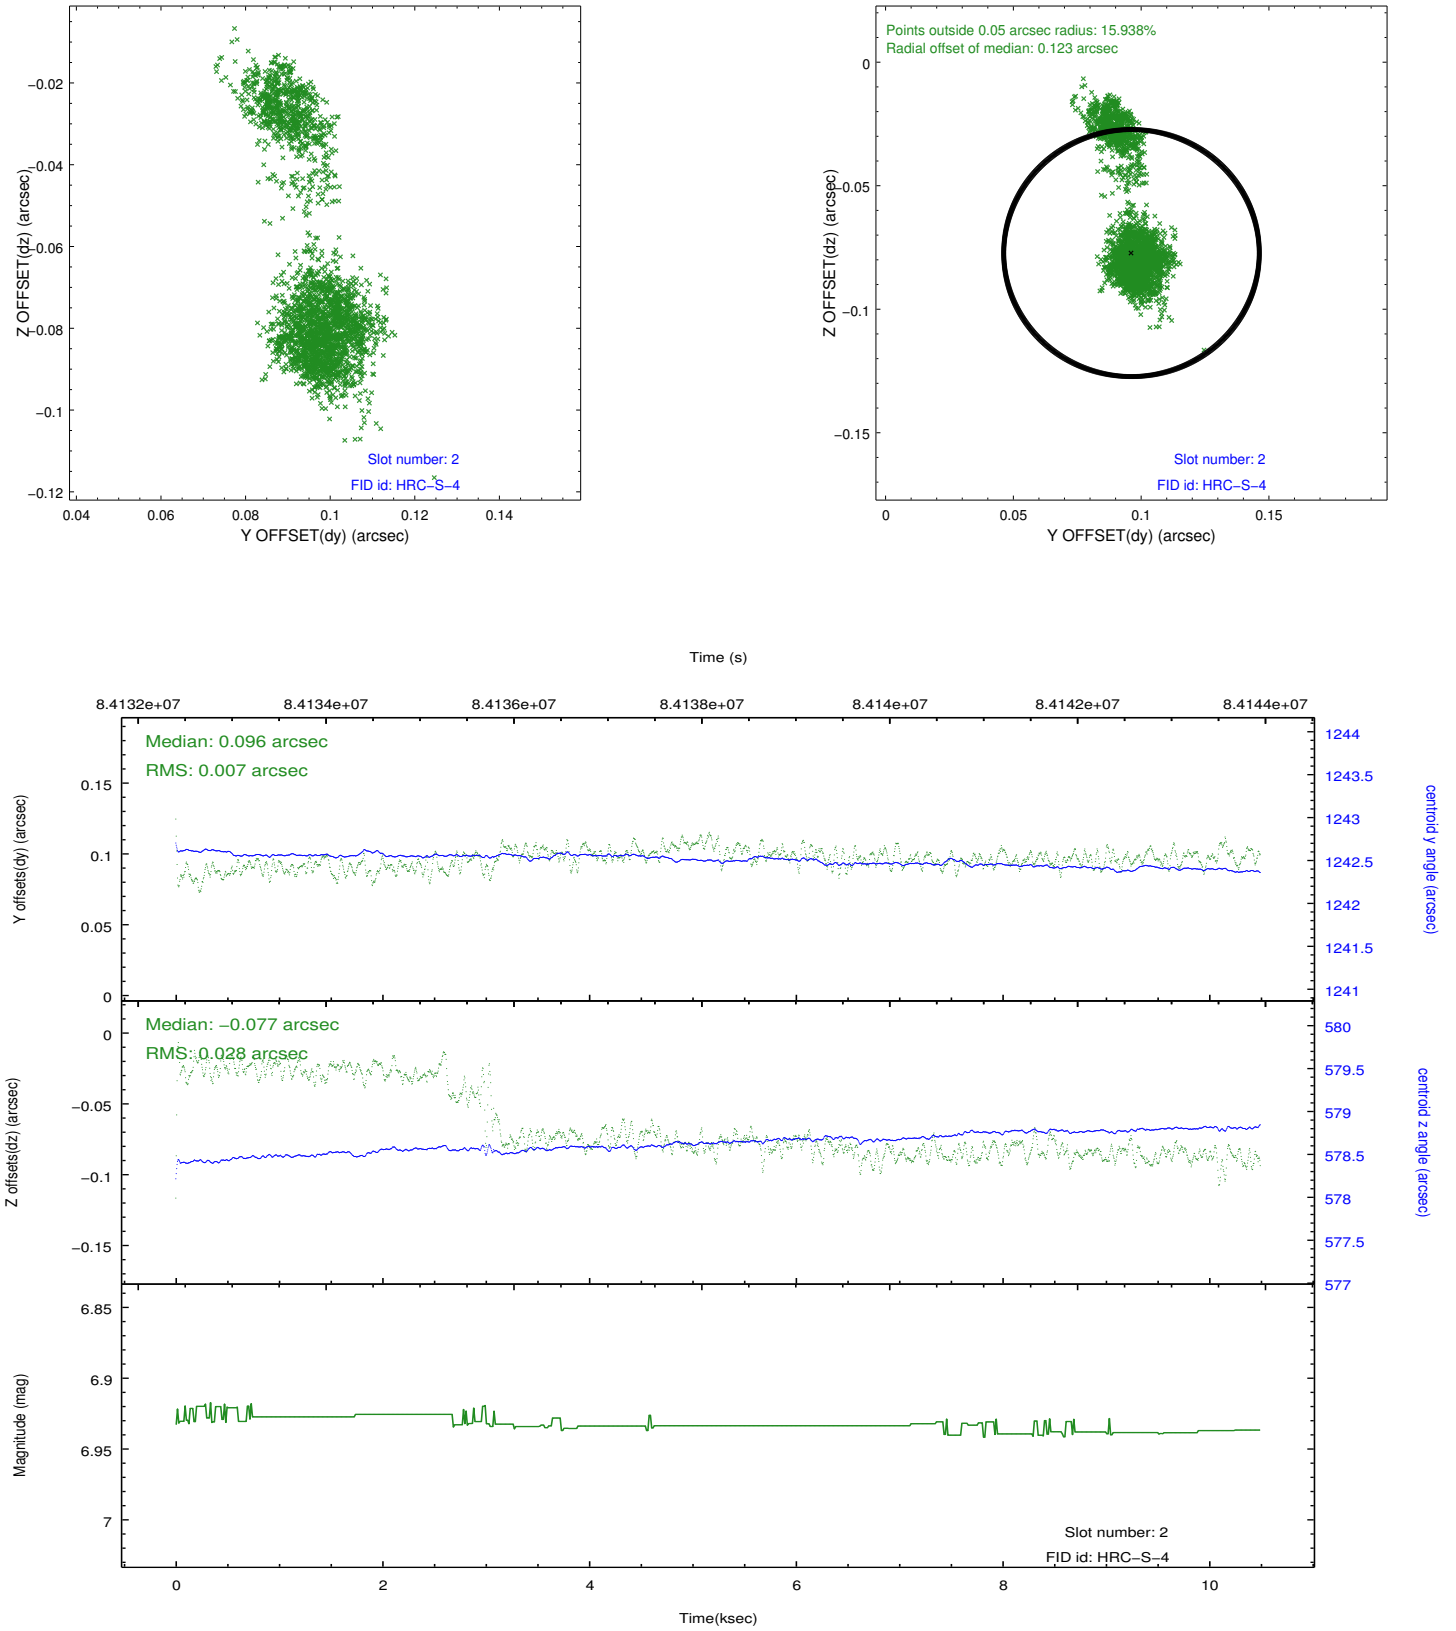 −0.02
−0.04
−0.06
−0.08
−0.1
−0.12
Z OFFSET(dz) (arcsec)
Slot number: 2
FID id: HRC−S−4
0.04 0.06 0.08 0.1 0.12 0.14
Y OFFSET(dy) (arcsec)
Points outside 0.05 arcsec radius: 15.938%
Radial offset of median: 0.123 arcsec
0
−0.05
−0.1
−0.15
Z OFFSET(dz) (arcsec)
Slot number: 2
FID id: HRC−S−4
0 0.05 0.1 0.15
Y OFFSET(dy) (arcsec)
Time (s)
8.4132e+07 8.4134e+07 8.4136e+07 8.4138e+07 8.414e+07 8.4142e+07 8.4144e+07
Median: 0.096 arcsec
RMS: 0.007 arcsec
0.15
0.1
0.05
0
Y offsets(dy) (arcsec)
1244
1243.5
1243
1242.5
1242
1241.5
1241
centroid y angle (arcsec)
Median: −0.077 arcsec
RMS: 0.028 arcsec
0
−0.05
−0.1
−0.15
Z offsets(dz) (arcsec)
580
579.5
579
578.5
578
577.5
577
centroid z angle (arcsec)
6.85
6.9
6.95
7
Magnitude (mag)
Slot number: 2
FID id: HRC−S−4
0 2 4 6 8 10
Time(ksec)